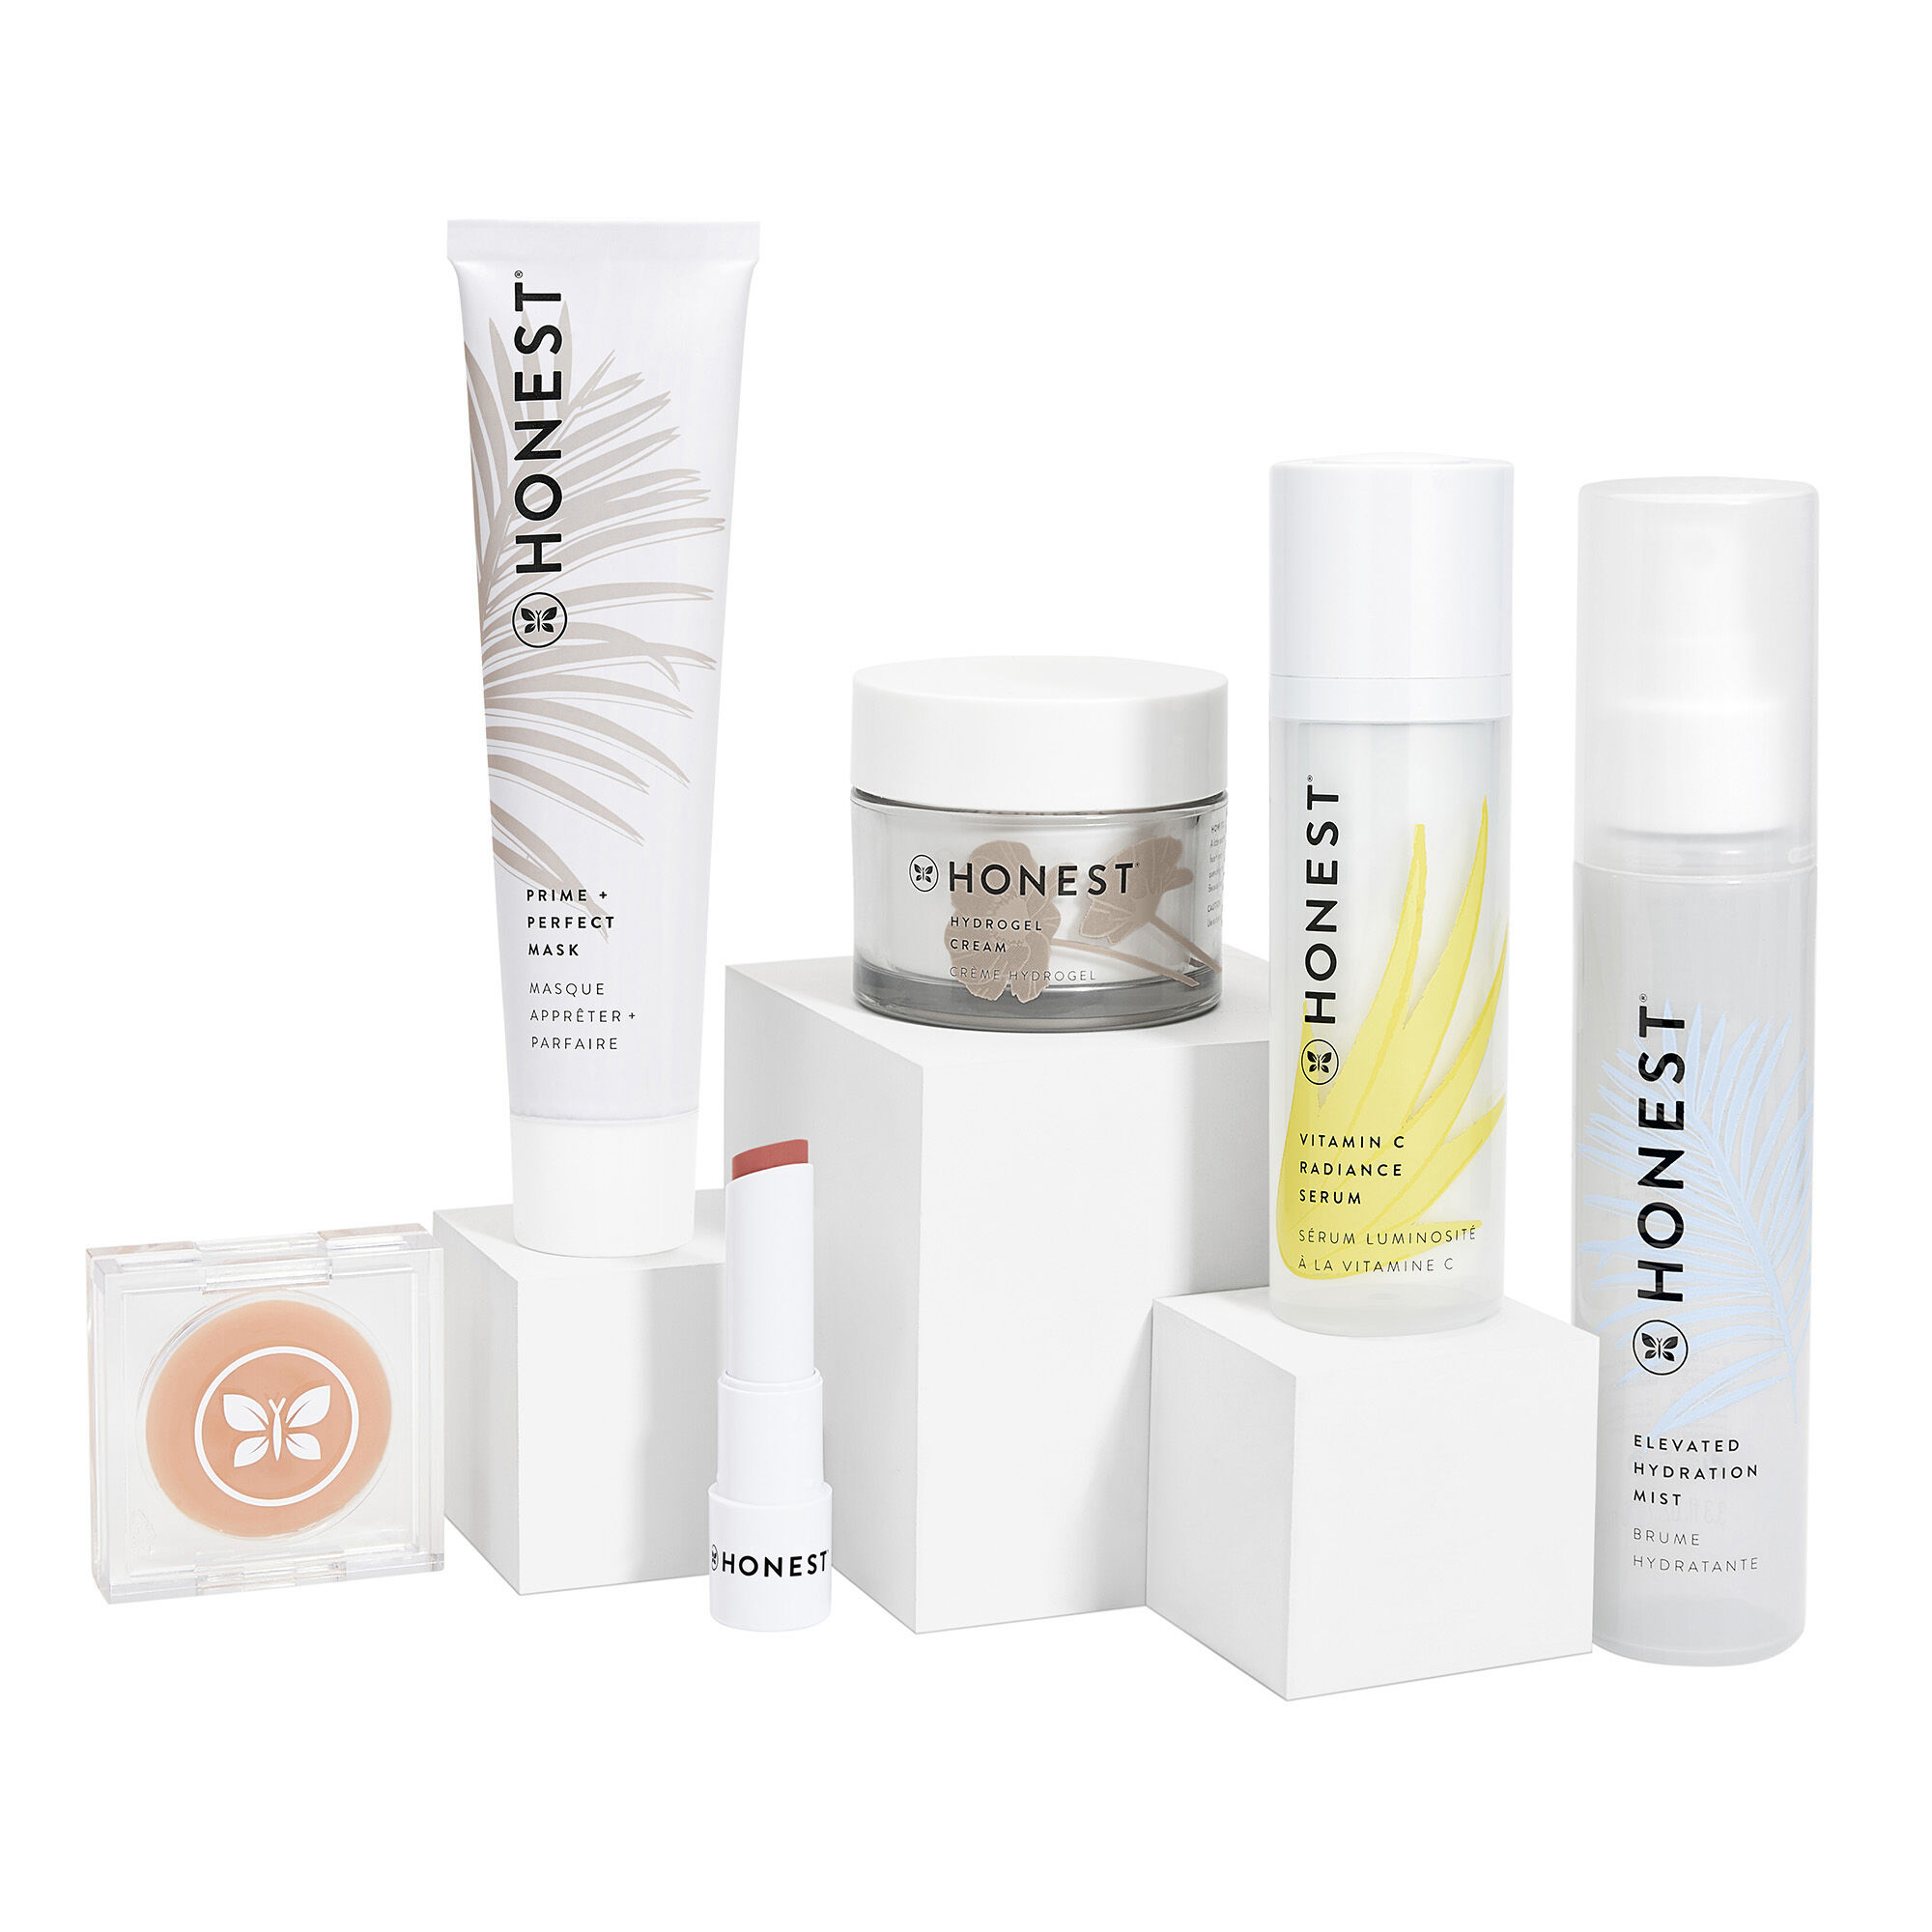 HONEST®
PRIME +
PERFECT
MASK
MASQUE
APPRÊTER +
PARFAIRE
HONEST
HONEST®
HYDROGEL
CREAM
CRÈME HYDROGEL
HONEST®
VITAMIN C
RADIANCE
SERUM
SÉRUM LUMINOSITÉ
À LA VITAMINE C
HONEST®
ELEVATED
HYDRATION
MIST
BRUME
HYDRATANTE